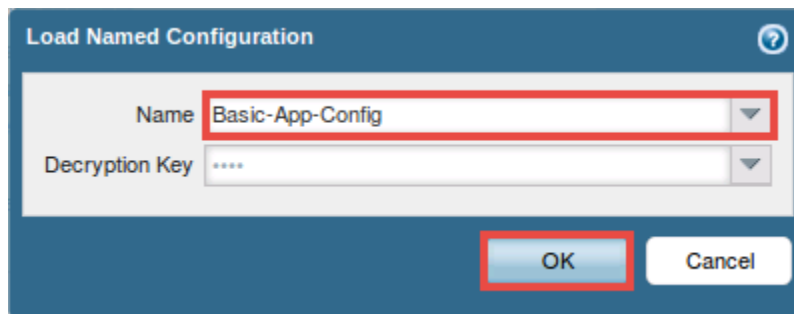 Load Named Configuration
Name Basic-App-Config
Decryption Key ····
OK Cancel